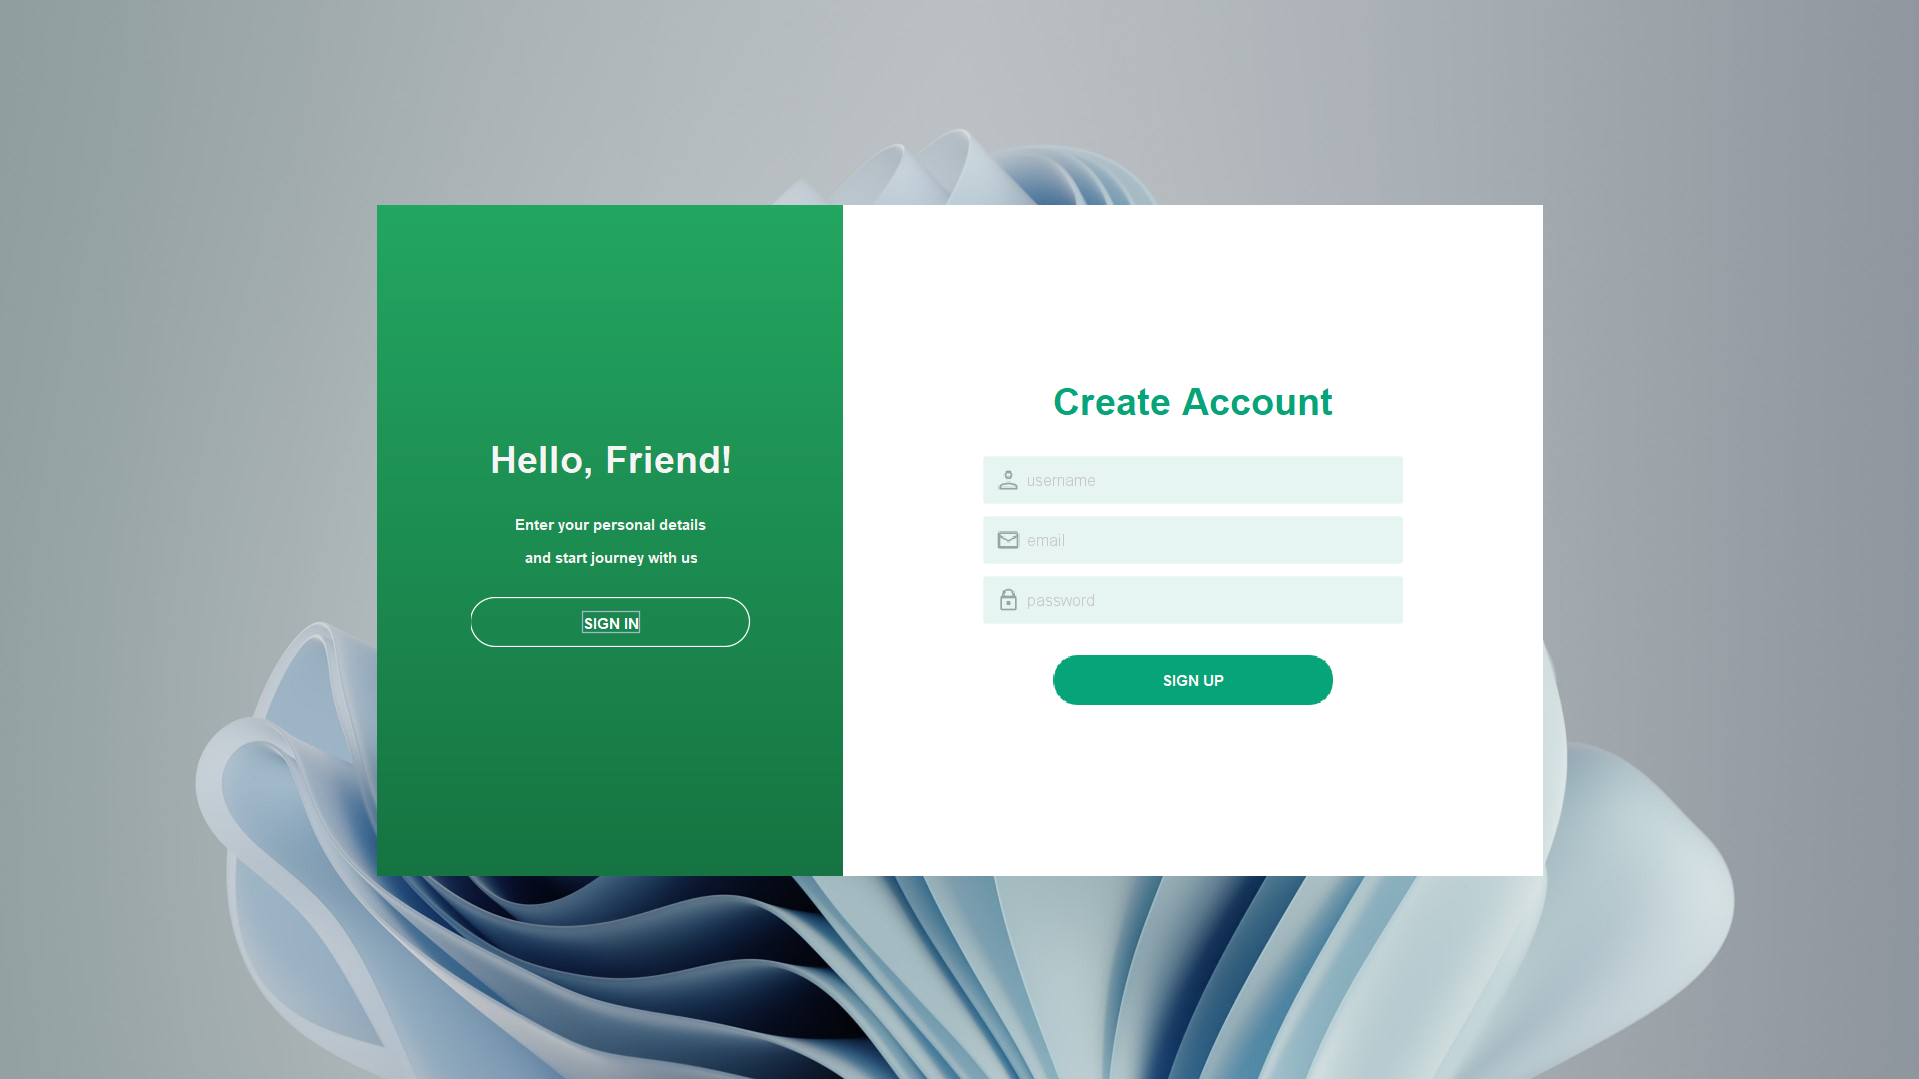 Hello, Friend!
Enter your personal details
and start journey with us
SIGN IN
Create Account
username
email
password
SIGN UP